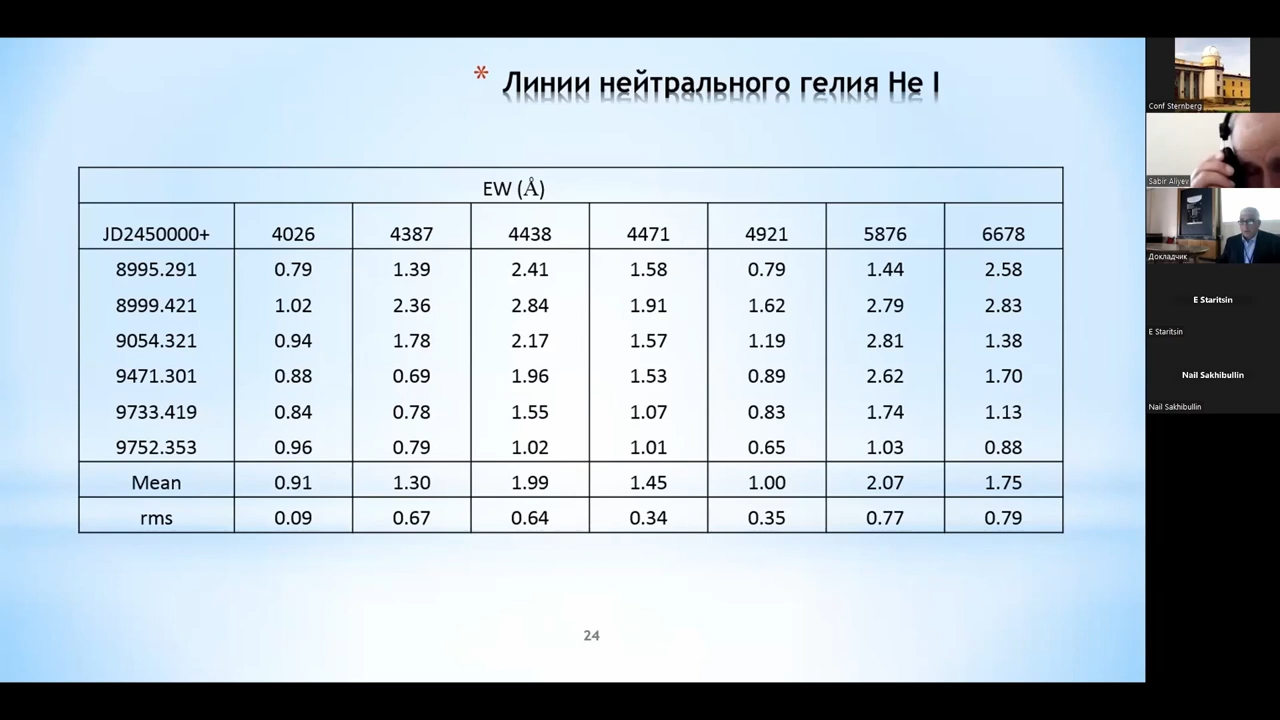 * Линии нейтрального гелия He I
EW (Å)
JD2450000+ 4026 4387 4438 4471 4921 5876 6678
8995.291 0.79 1.39 2.41 1.58 0.79 1.44 2.58
8999.421 1.02 2.36 2.84 1.91 1.62 2.79 2.83
9054.321 0.94 1.78 2.17 1.57 1.19 2.81 1.38
9471.301 0.88 0.69 1.96 1.53 0.89 2.62 1.70
9733.419 0.84 0.78 1.55 1.07 0.83 1.74 1.13
9752.353 0.96 0.79 1.02 1.01 0.65 1.03 0.88
Mean 0.91 1.30 1.99 1.45 1.00 2.07 1.75
rms 0.09 0.67 0.64 0.34 0.35 0.77 0.79
24
Conf Sternberg
Sabir Aliyev
Докладчик
E Staritsin
E Staritsin
Nail Sakhibullin
Nail Sakhibullin